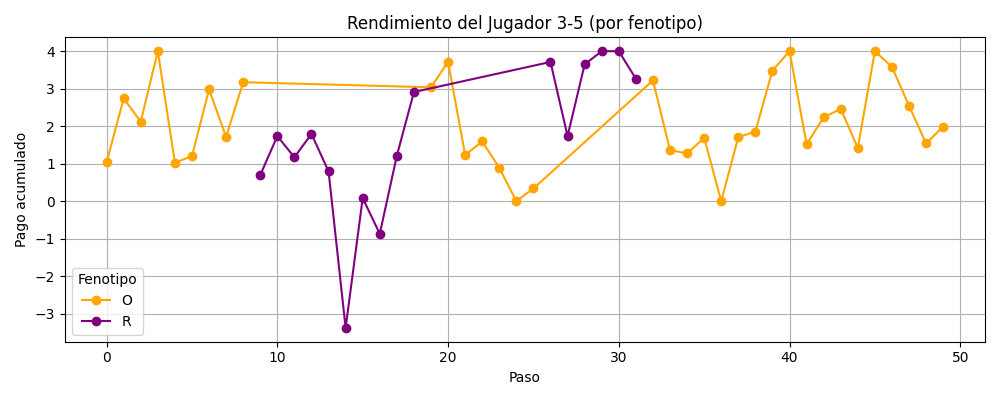 Rendimiento del Jugador 3-5 (por fenotipo)
Pago acumulado
4
3
2
1
0
−1
−2
−3
Fenotipo
O
R
0 10 20 30 40 50
Paso